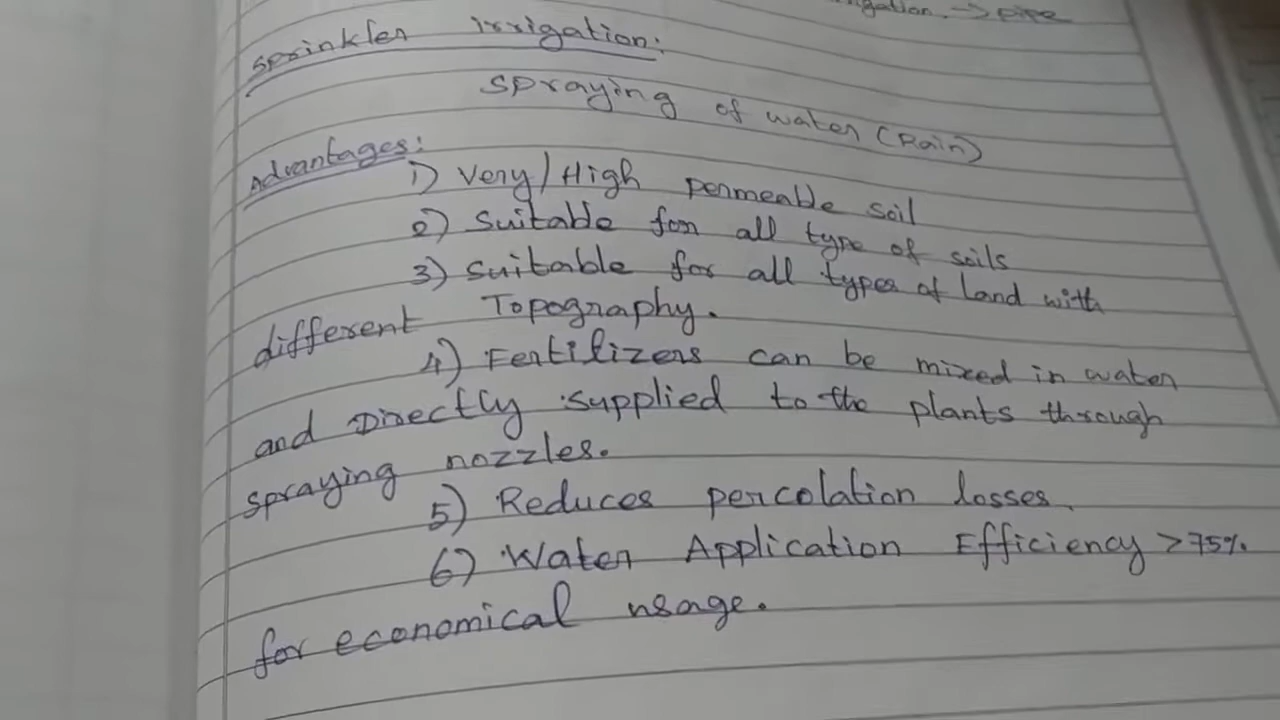 igation. → pipe
Sprinkler irrigation:
Spraying of water (Rain)
Advantages:
1) Very/High permeable soil
2) Suitable for all type of soils
3) Suitable for all types of land with
different Topography.
4) Fertilizers can be mixed in water
and Directly supplied to the plants through
spraying nozzles.
5) Reduces percolation losses.
6) Water Application Efficiency >75%
for economical usage.